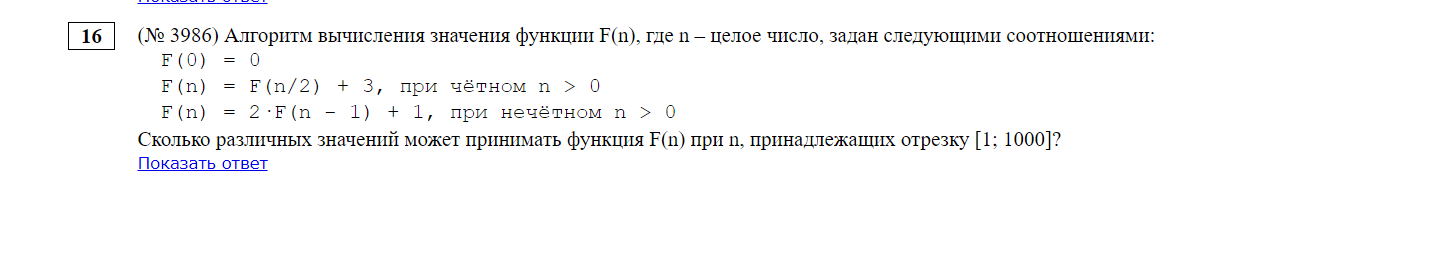 Показать ответ
16 (№ 3986) Алгоритм вычисления значения функции F(n), где n – целое число, задан следующими соотношениями:
F(0) = 0
F(n) = F(n/2) + 3, при чётном n > 0
F(n) = 2·F(n – 1) + 1, при нечётном n > 0
Сколько различных значений может принимать функция F(n) при n, принадлежащих отрезку [1; 1000]?
Показать ответ